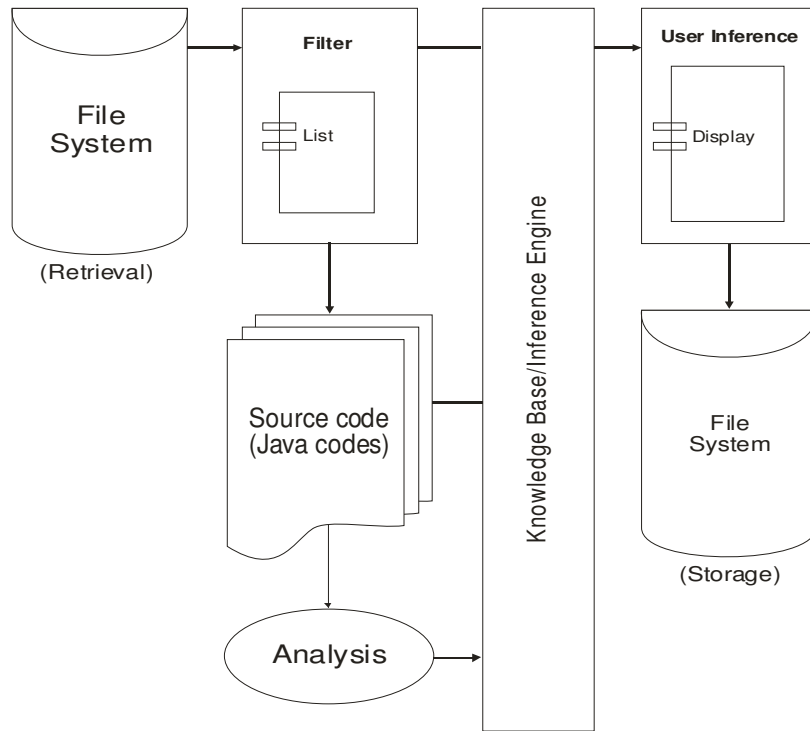 File
System
(Retrieval)
Filter
List
Source code
(Java codes)
Analysis
Knowledge Base/Inference Engine
User Inference
Display
File
System
(Storage)